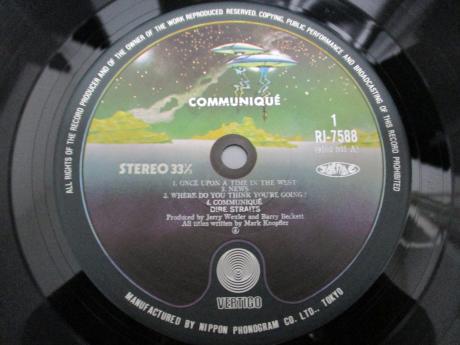 ALL RIGHTS OF THE RECORD PRODUCER AND OF THE OWNER OF THE WORK REPRODUCED RESERVED. COPYING, PUBLIC PERFORMANCE AND BROADCASTING OF THIS RECORD PROHIBITED
COMMUNIQUÉ
1
RJ-7588
STEREO 33⅓
1. ONCE UPON A TIME IN THE WEST
2. NEWS
3. WHERE DO YOU THINK YOU'RE GOING?
4. COMMUNIQUÉ
DIRE STRAITS
Produced by Jerry Wexler and Barry Beckett
All titles written by Mark Knopfler
VERTIGO
MANUFACTURED BY NIPPON PHONOGRAM CO. LTD., TOKYO